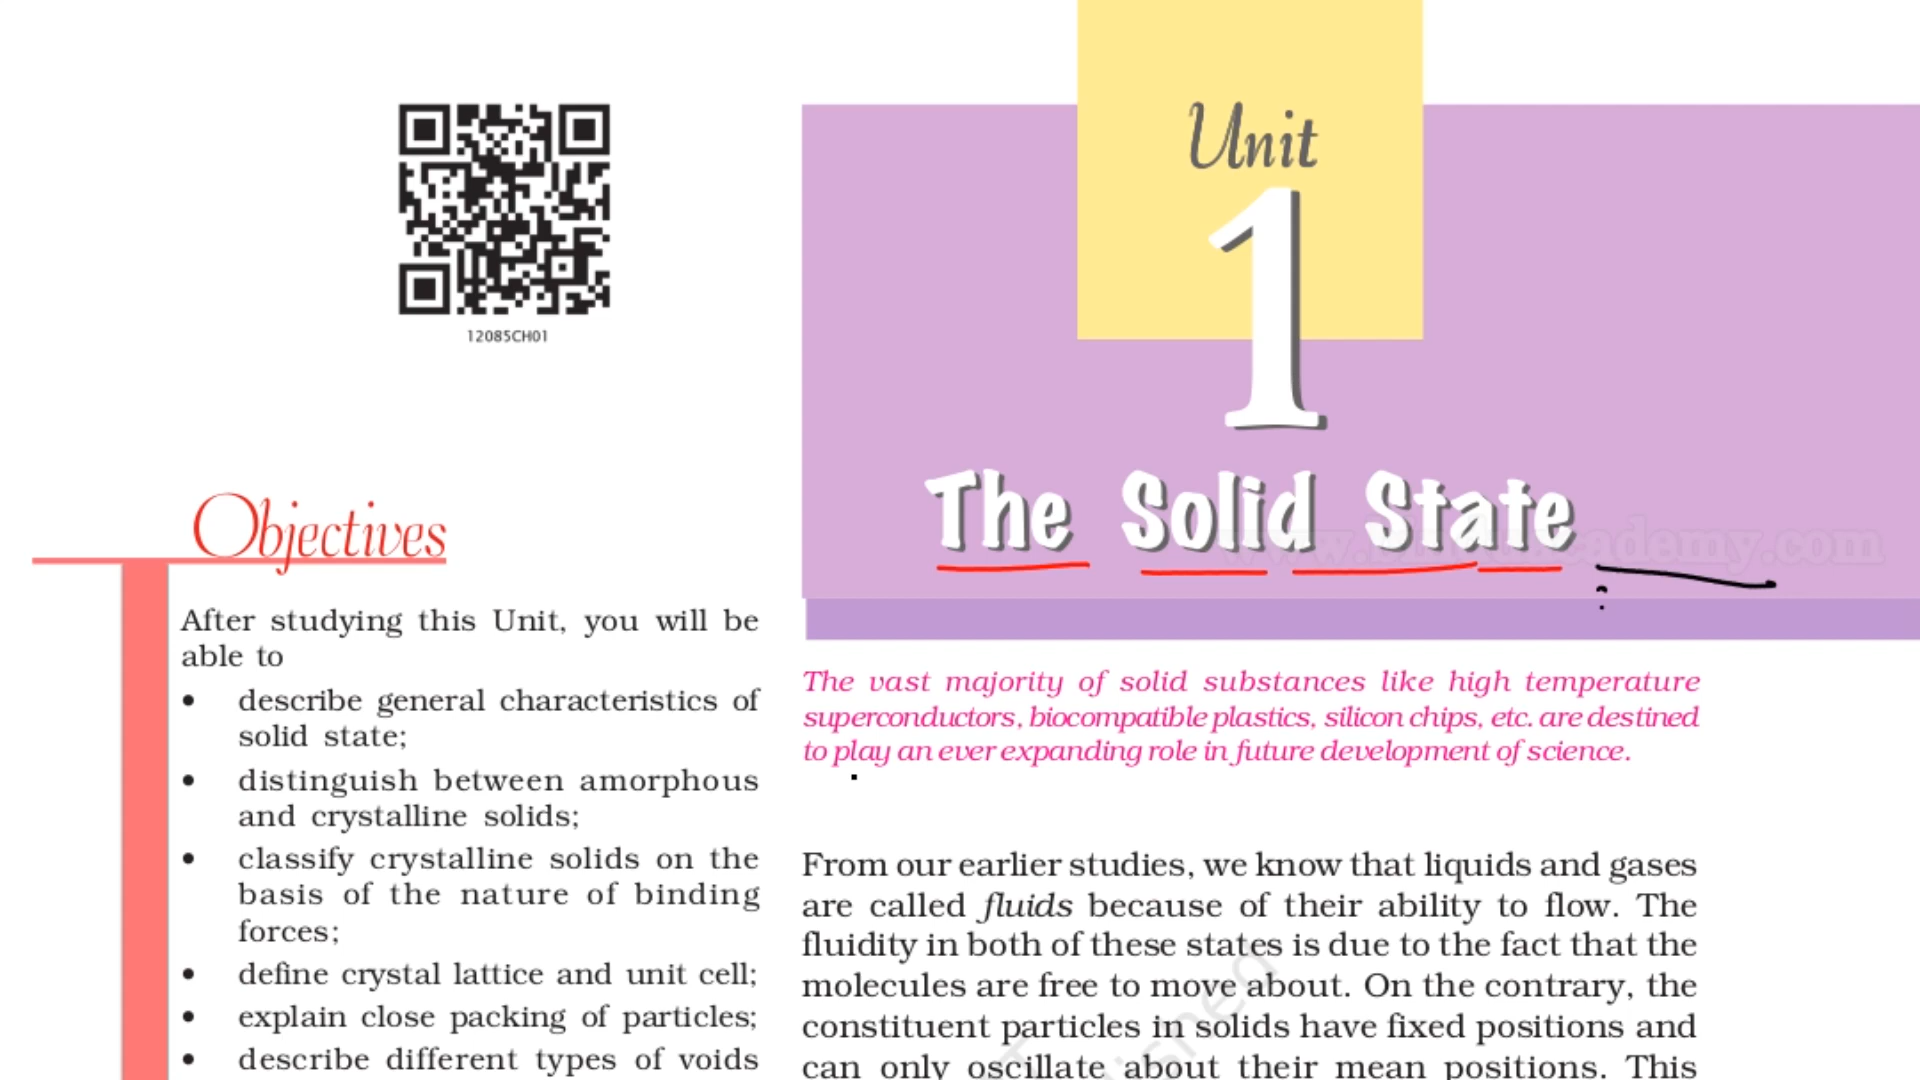 12085CH01
Unit
1
The Solid State
Objectives
After studying this Unit, you will be
able to
• describe general characteristics of
solid state;
• distinguish between amorphous
and crystalline solids;
• classify crystalline solids on the
basis of the nature of binding
forces;
• define crystal lattice and unit cell;
• explain close packing of particles;
• describe different types of voids
The vast majority of solid substances like high temperature
superconductors, biocompatible plastics, silicon chips, etc. are destined
to play an ever expanding role in future development of science.
From our earlier studies, we know that liquids and gases
are called fluids because of their ability to flow. The
fluidity in both of these states is due to the fact that the
molecules are free to move about. On the contrary, the
constituent particles in solids have fixed positions and
can only oscillate about their mean positions. This